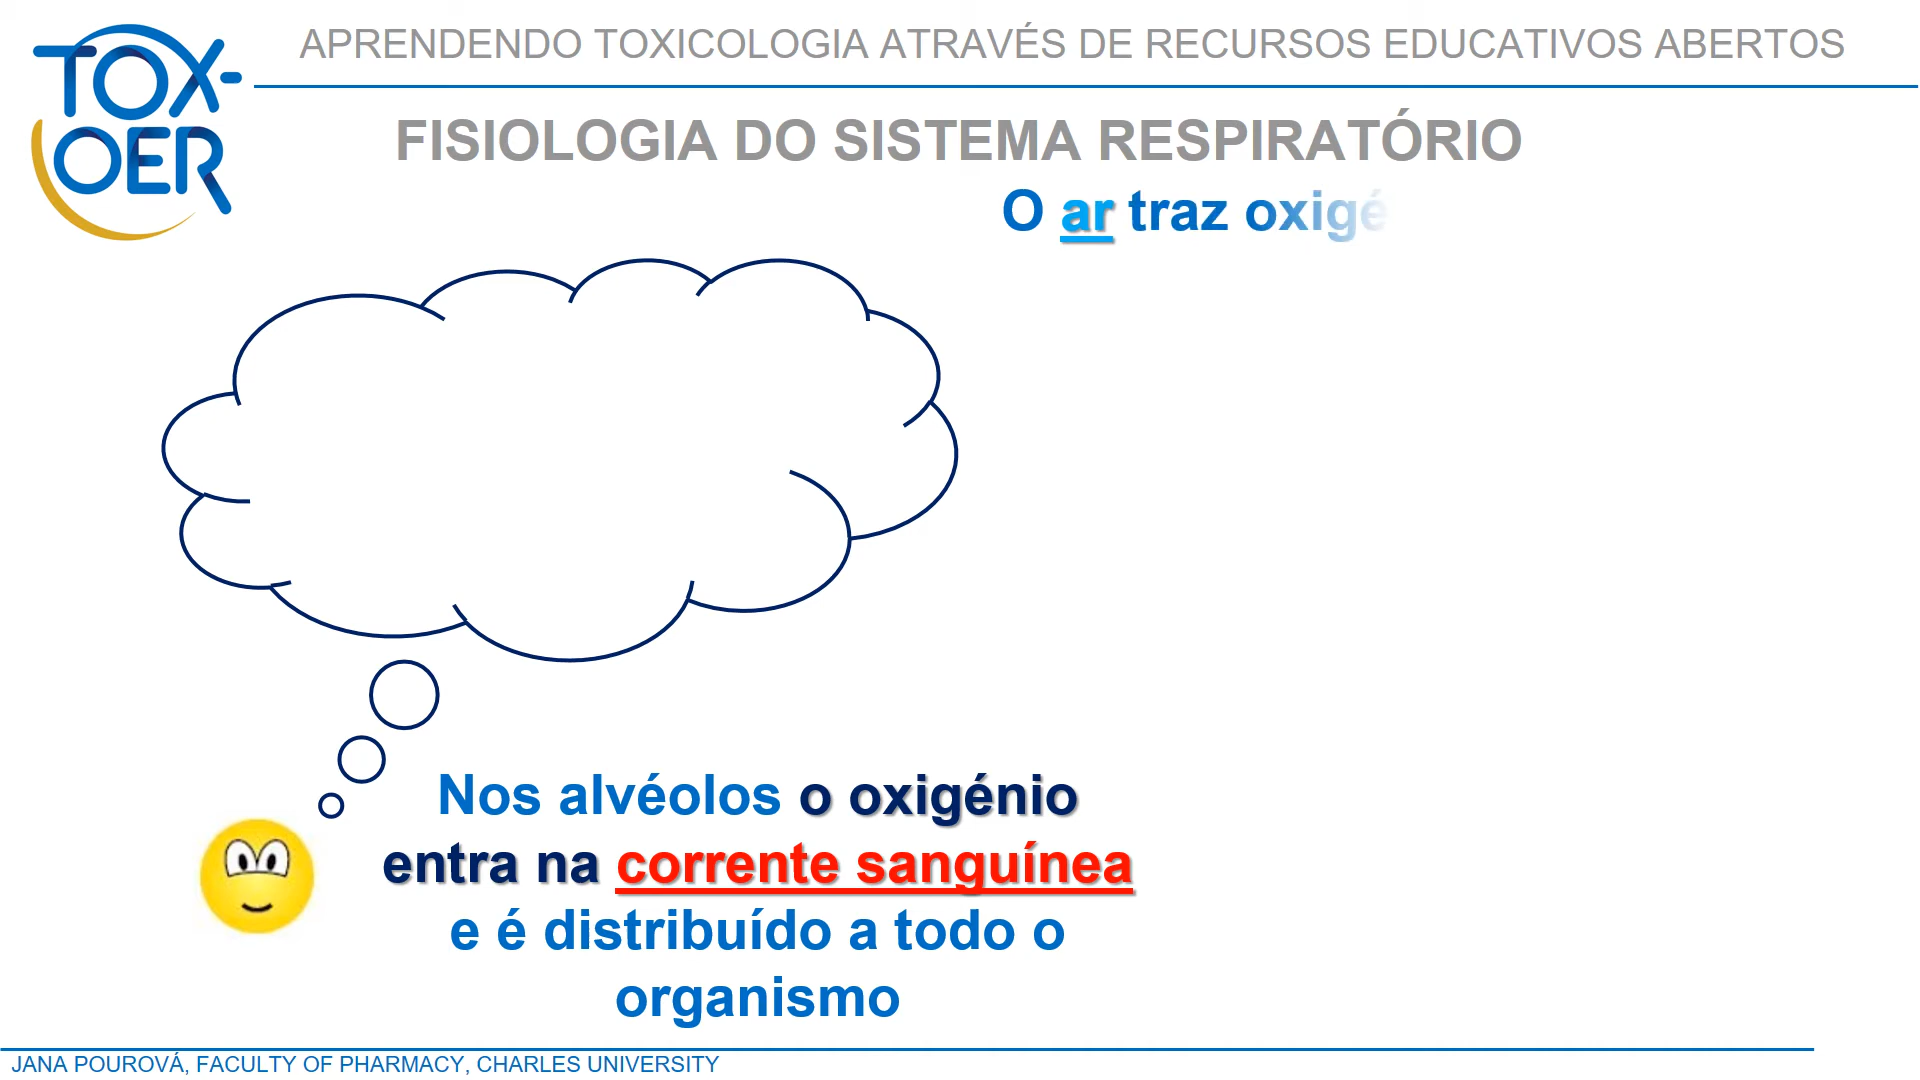 TOX-
OER
APRENDENDO TOXICOLOGIA ATRAVÉS DE RECURSOS EDUCATIVOS ABERTOS
FISIOLOGIA DO SISTEMA RESPIRATÓRIO
O ar traz oxigé
Nos alvéolos o oxigénio
entra na corrente sanguínea
e é distribuído a todo o
organismo
JANA POUROVÁ, FACULTY OF PHARMACY, CHARLES UNIVERSITY